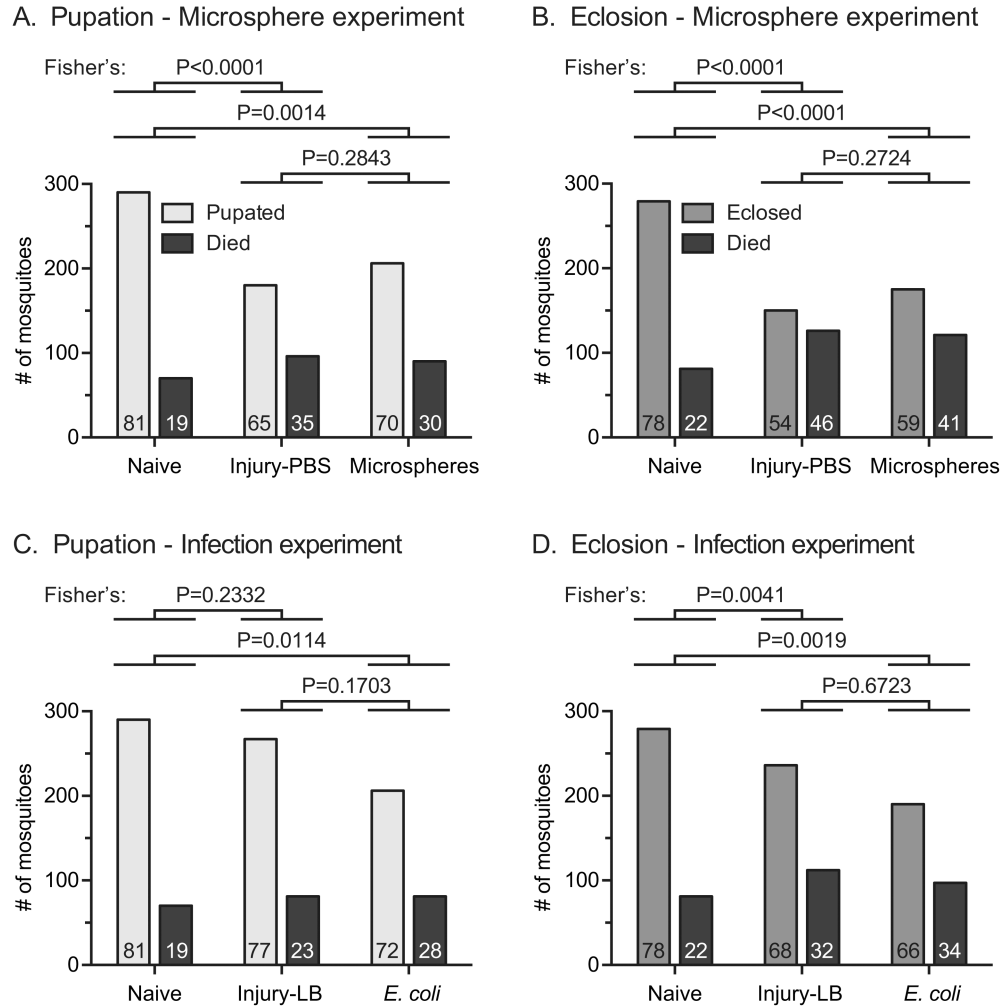 A. Pupation - Microsphere experiment
Fisher's: P<0.0001
P=0.0014
P=0.2843
300
200
100
0
# of mosquitoes
Pupated
Died
81 19 65 35 70 30
Naive Injury-PBS Microspheres
B. Eclosion - Microsphere experiment
Fisher's: P<0.0001
P<0.0001
P=0.2724
300
200
100
0
# of mosquitoes
Eclosed
Died
78 22 54 46 59 41
Naive Injury-PBS Microspheres
C. Pupation - Infection experiment
Fisher's: P=0.2332
P=0.0114
P=0.1703
300
200
100
0
# of mosquitoes
81 19 77 23 72 28
Naive Injury-LB E. coli
D. Eclosion - Infection experiment
Fisher's: P=0.0041
P=0.0019
P=0.6723
300
200
100
0
# of mosquitoes
78 22 68 32 66 34
Naive Injury-LB E. coli